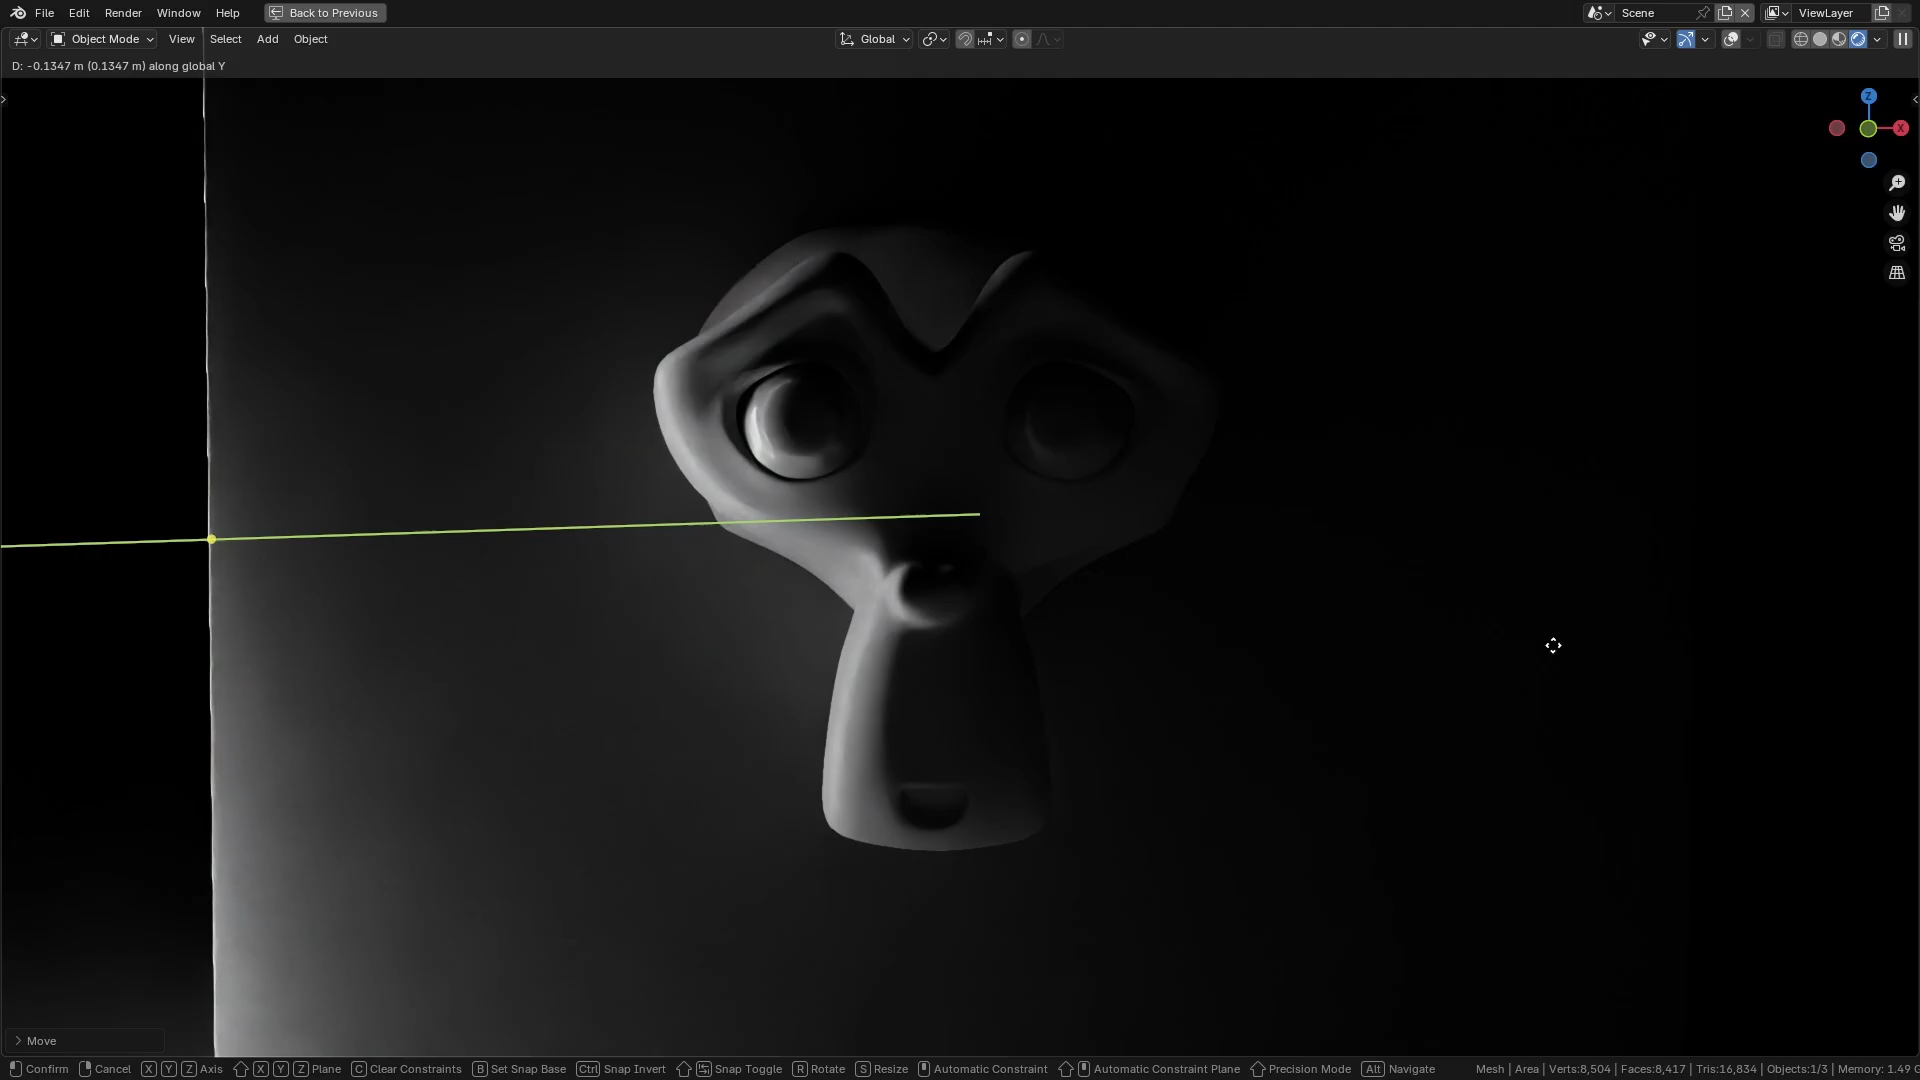 File Edit Render Window Help Back to Previous Scene ViewLayer
Object Mode View Select Add Object Global
D: -0.1347 m (0.1347 m) along global Y
Z
X
Move
Confirm Cancel X Y Z Axis X Y Z Plane C Clear Constraints B Set Snap Base Ctrl Snap Invert Snap Toggle R Rotate S Resize Automatic Constraint Automatic Constraint Plane Precision Mode Alt Navigate Mesh | Area | Verts:8,504 | Faces:8,417 | Tris:16,834 | Objects:1/3 | Memory: 1.49 G